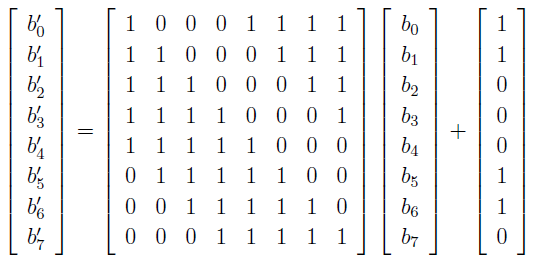 b′0 1 0 0 0 1 1 1 1 b0 1
b′1 1 1 0 0 0 1 1 1 b1 1
b′2 1 1 1 0 0 0 1 1 b2 0
b′3 = 1 1 1 1 0 0 0 1 b3 + 0
b′4 1 1 1 1 1 0 0 0 b4 0
b′5 0 1 1 1 1 1 0 0 b5 1
b′6 0 0 1 1 1 1 1 0 b6 1
b′7 0 0 0 1 1 1 1 1 b7 0